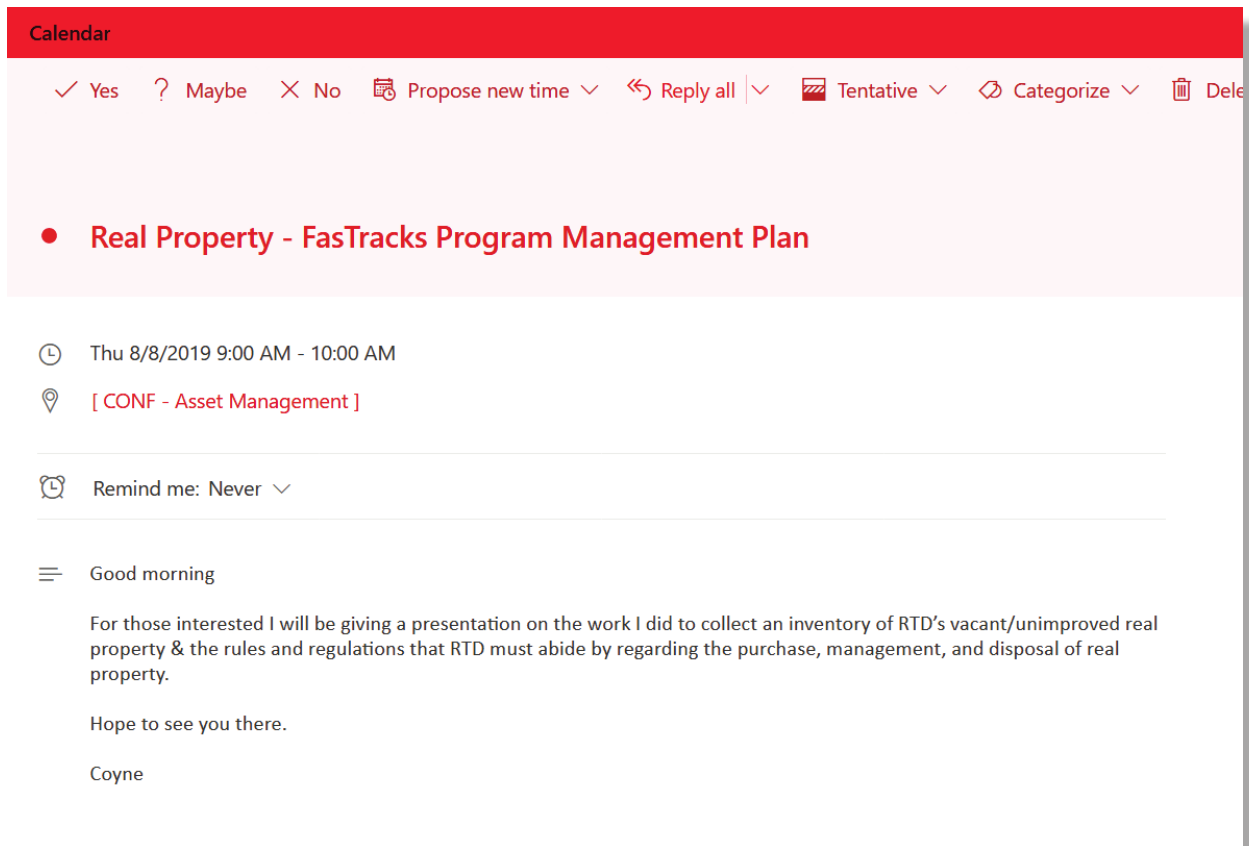 Calendar
Yes ? Maybe No Propose new time Reply all Tentative Categorize Dele
Real Property - FasTracks Program Management Plan
Thu 8/8/2019 9:00 AM - 10:00 AM
[ CONF - Asset Management ]
Remind me: Never
Good morning
For those interested I will be giving a presentation on the work I did to collect an inventory of RTD’s vacant/unimproved real
property & the rules and regulations that RTD must abide by regarding the purchase, management, and disposal of real
property.
Hope to see you there.
Coyne